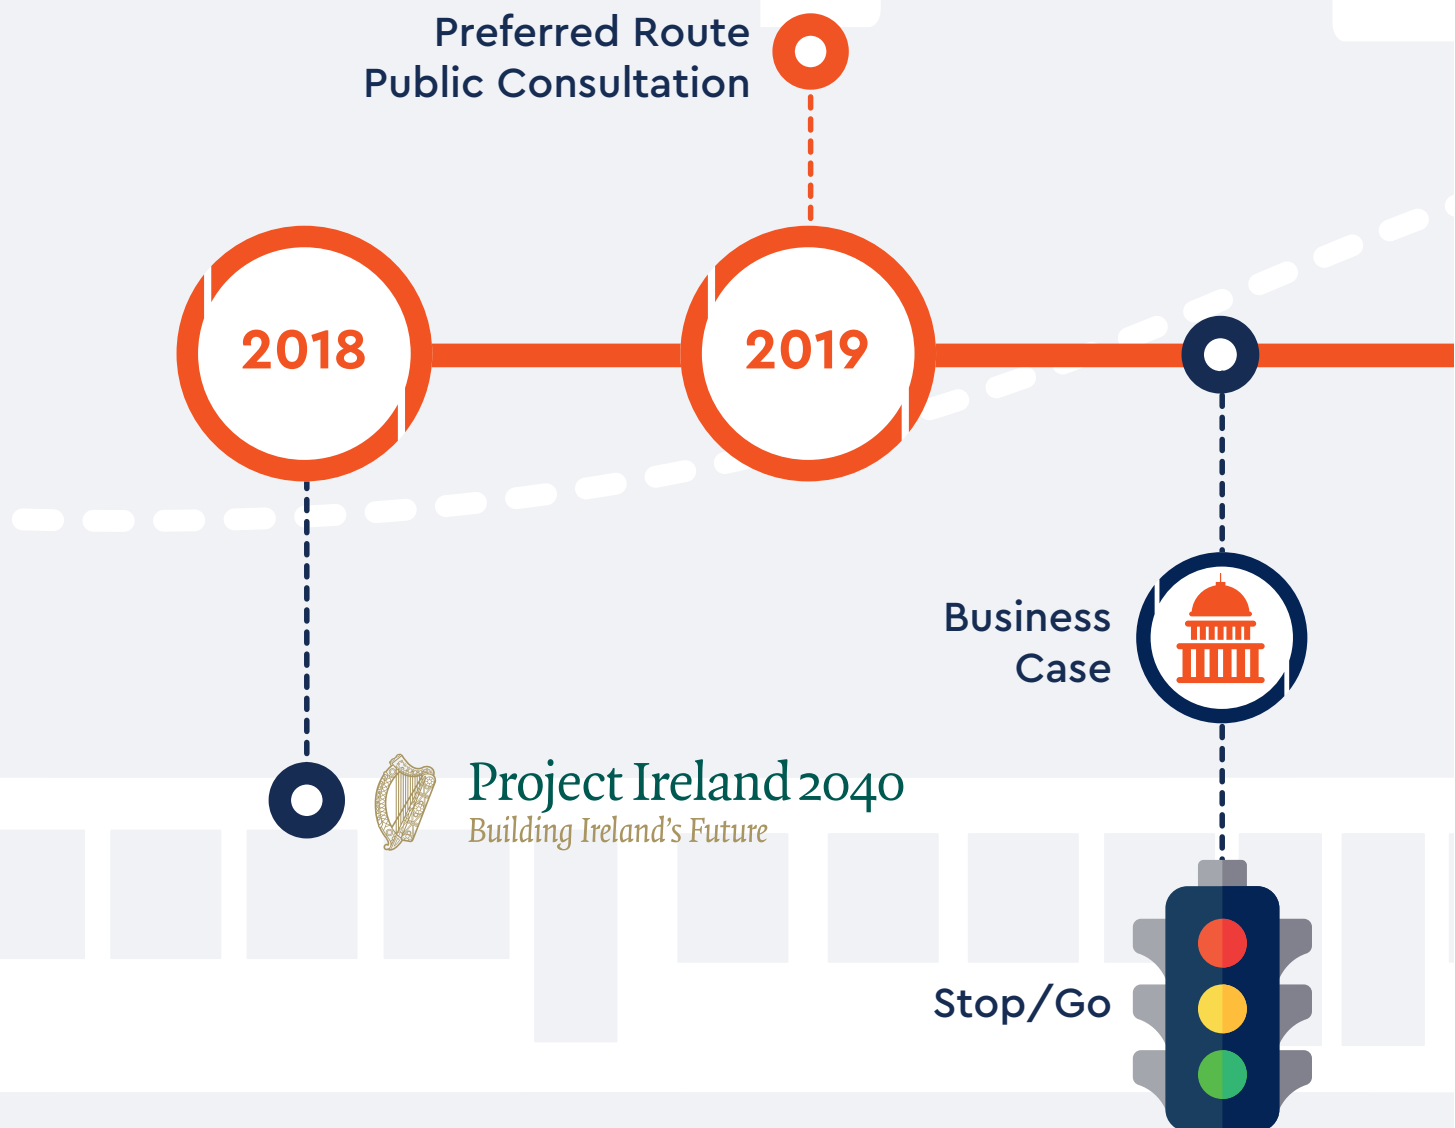 Preferred Route
Public Consultation
2018
2019
Business
Case
Project Ireland 2040
Building Ireland's Future
Stop/Go